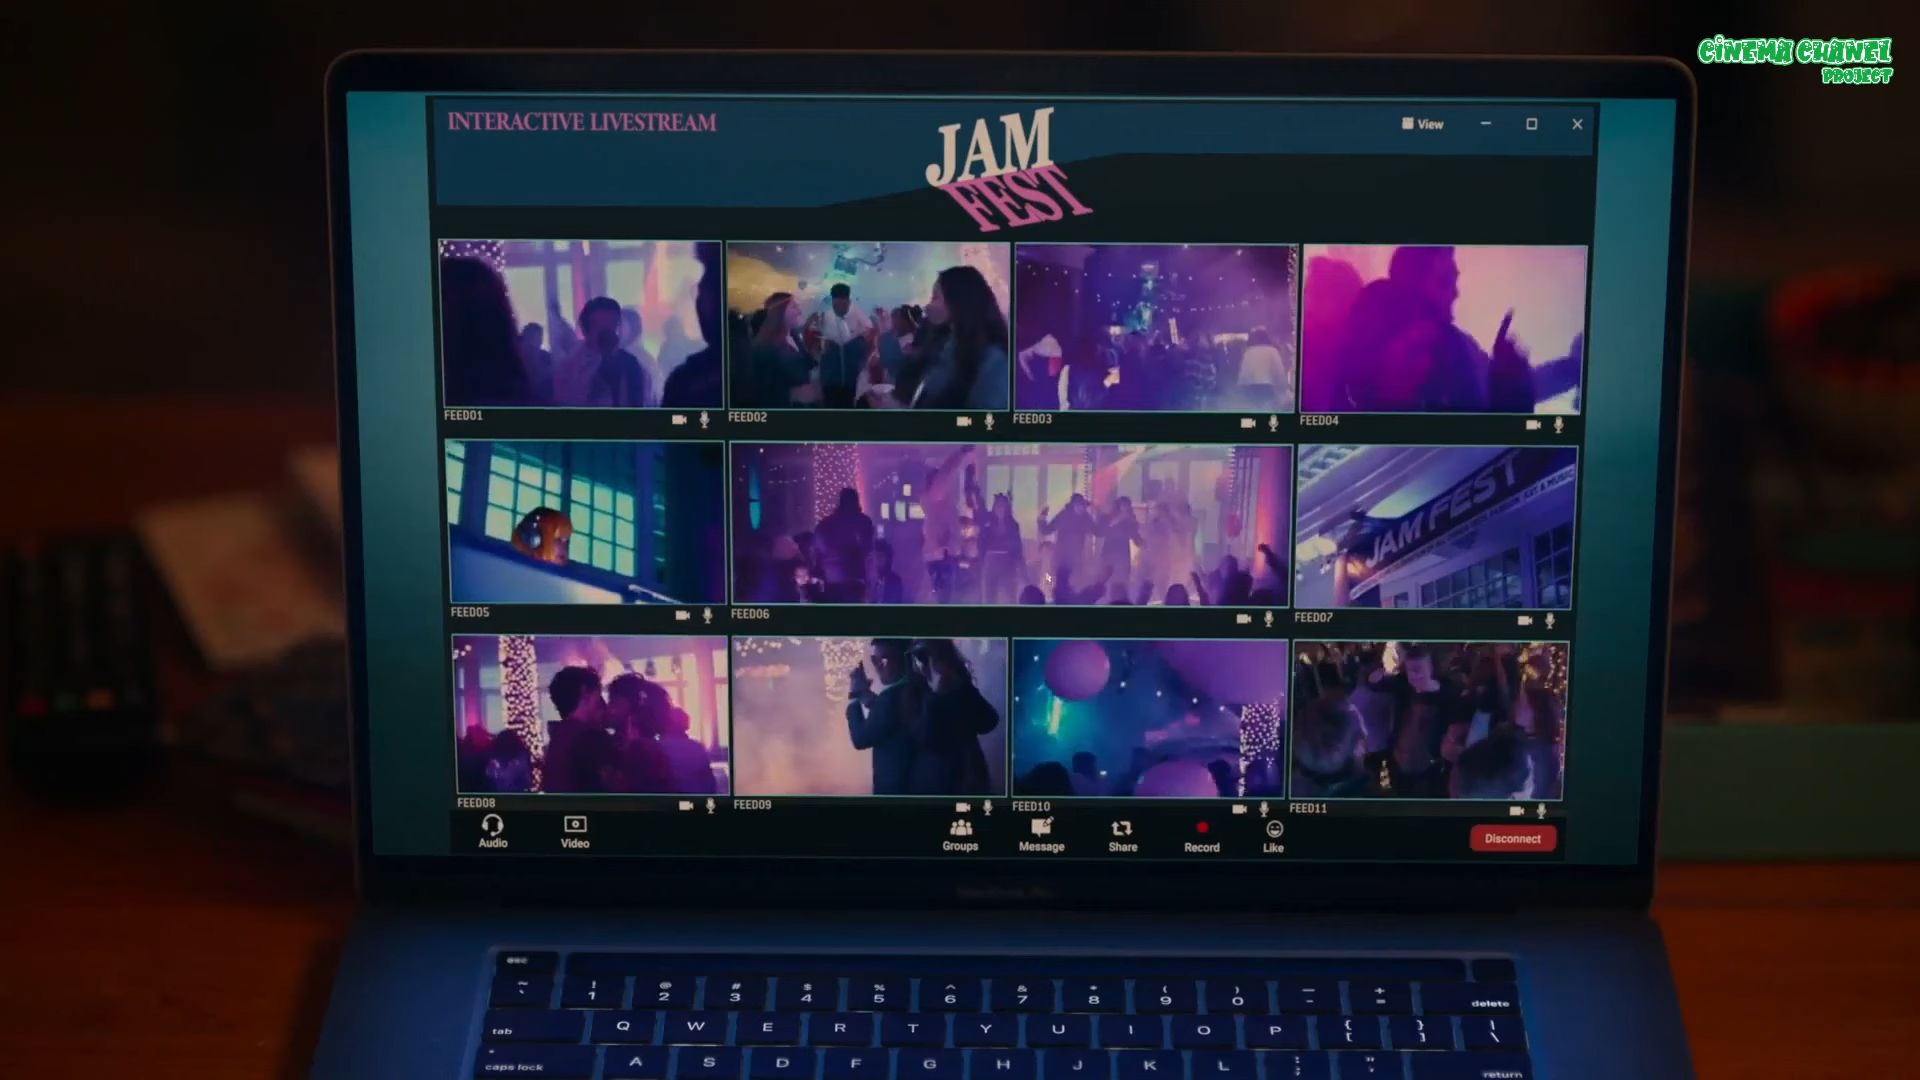 CINEMA CHANEL
PROJECT
INTERACTIVE LIVESTREAM
JAM
FEST
View
FEED01
FEED02
FEED03
FEED04
JAM FEST
FEED05
FEED06
FEED07
FEED08
FEED09
FEED10
FEED11
Audio
Video
Groups
Message
Share
Record
Like
Disconnect
esc
~ ! @ # $ % ^ & * ( ) _ +
` 1 2 3 4 5 6 7 8 9 0 - = delete
tab Q W E R T Y U I O P { [ } ] | \
caps lock A S D F G H J K L : ; " ' return